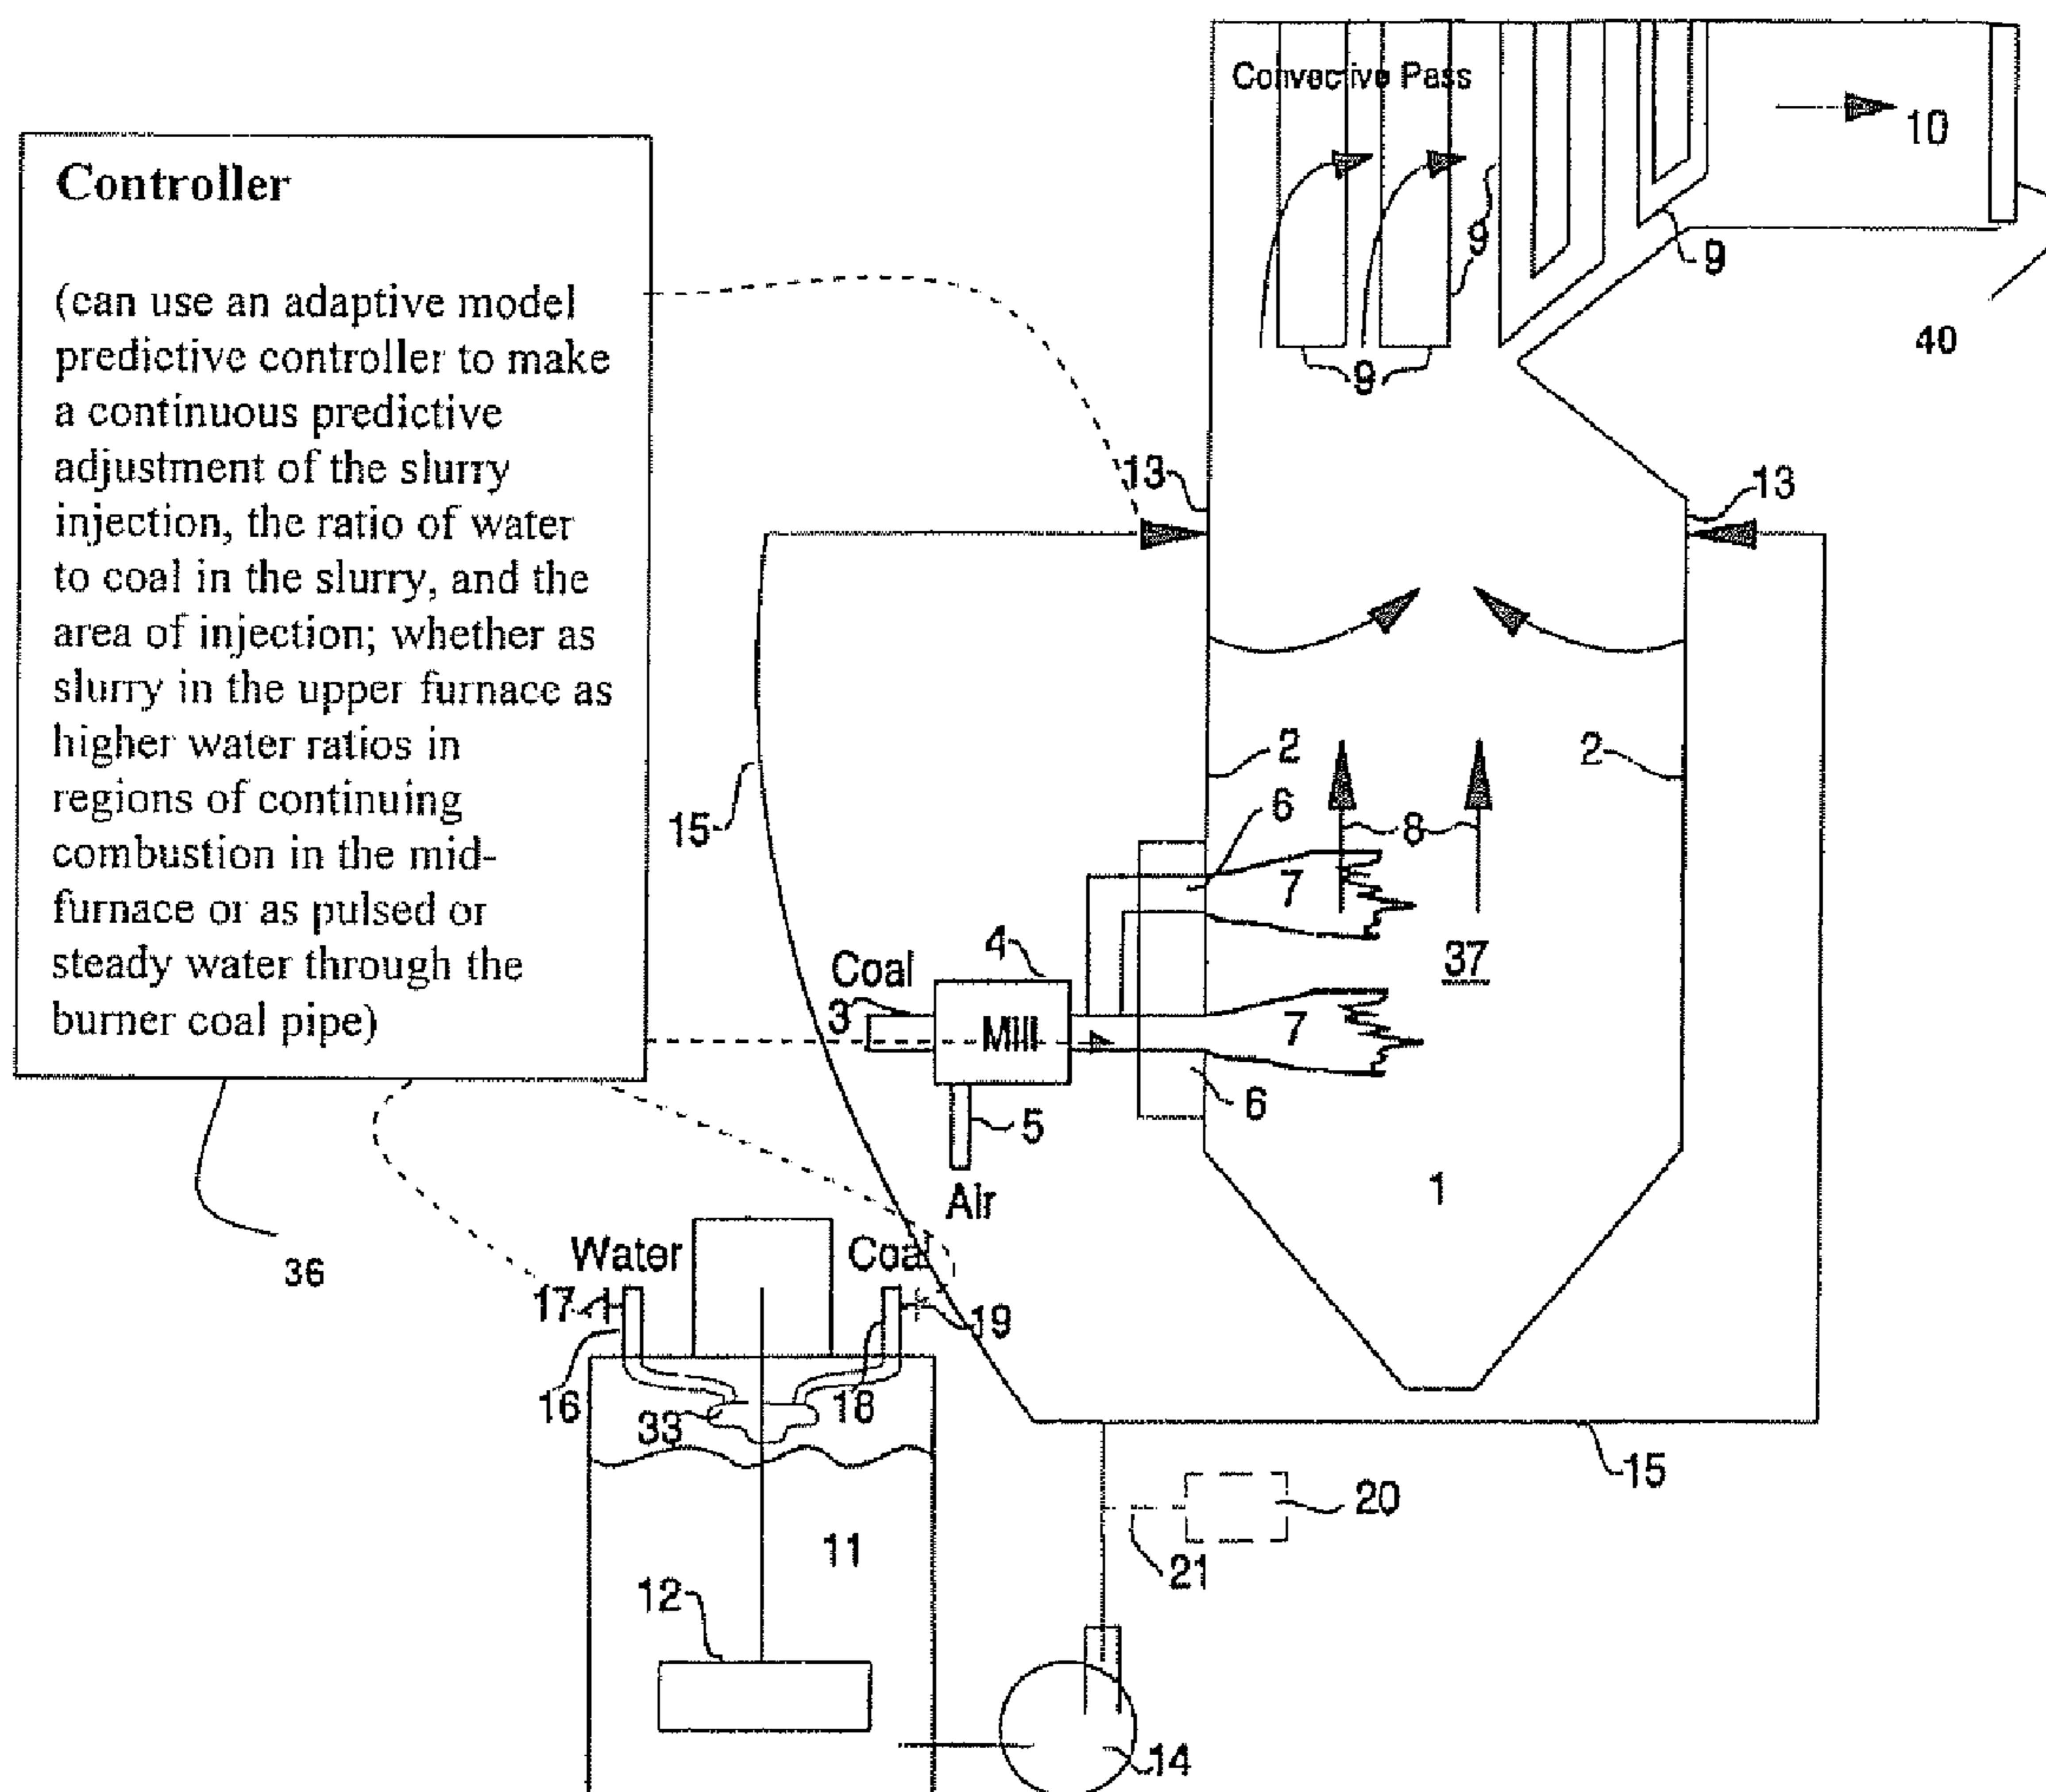 Controller
(can use an adaptive model
predictive controller to make
a continuous predictive
adjustment of the slurry
injection, the ratio of water
to coal in the slurry, and the
area of injection; whether as
slurry in the upper furnace as
higher water ratios in
regions of continuing
combustion in the mid-
furnace or as pulsed or
steady water through the
burner coal pipe)
36
Convective Pass
10
9
9
9
9
40
13
13
2
2
15
6
8
7
37
4
Coal
3
Mill
7
6
5
Air
1
Water
Coal
17
19
16
18
33
15
20
21
11
12
14